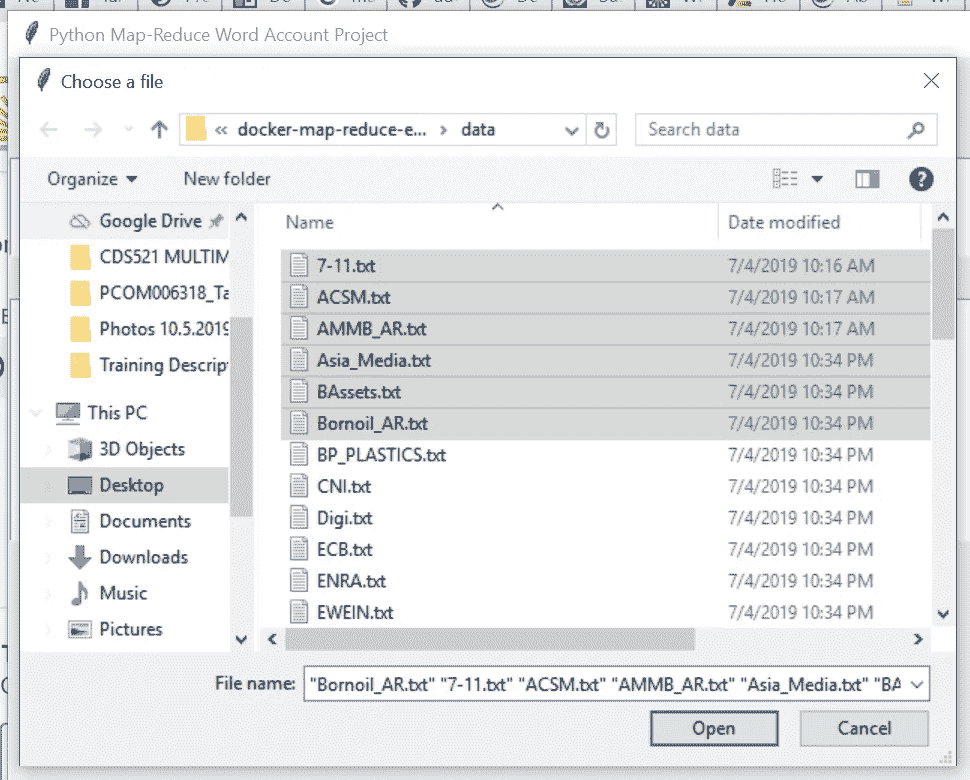 Python Map-Reduce Word Account Project
Choose a file
« docker-map-reduce-e... › data
Search data
Organize
New folder
Name
Date modified
Google Drive
CDS521 MULTIM
PCOM006318_Ta
Photos 10.5.2019
Training Descrip
This PC
3D Objects
Desktop
Documents
Downloads
Music
Pictures
7-11.txt 7/4/2019 10:16 AM
ACSM.txt 7/4/2019 10:17 AM
AMMB_AR.txt 7/4/2019 10:17 AM
Asia_Media.txt 7/4/2019 10:34 PM
BAssets.txt 7/4/2019 10:34 PM
Bornoil_AR.txt 7/4/2019 10:34 PM
BP_PLASTICS.txt 7/4/2019 10:34 PM
CNI.txt 7/4/2019 10:34 PM
Digi.txt 7/4/2019 10:34 PM
ECB.txt 7/4/2019 10:34 PM
ENRA.txt 7/4/2019 10:34 PM
EWEIN.txt 7/4/2019 10:34 PM
File name: "Bornoil_AR.txt" "7-11.txt" "ACSM.txt" "AMMB_AR.txt" "Asia_Media.txt" "BA
Open
Cancel